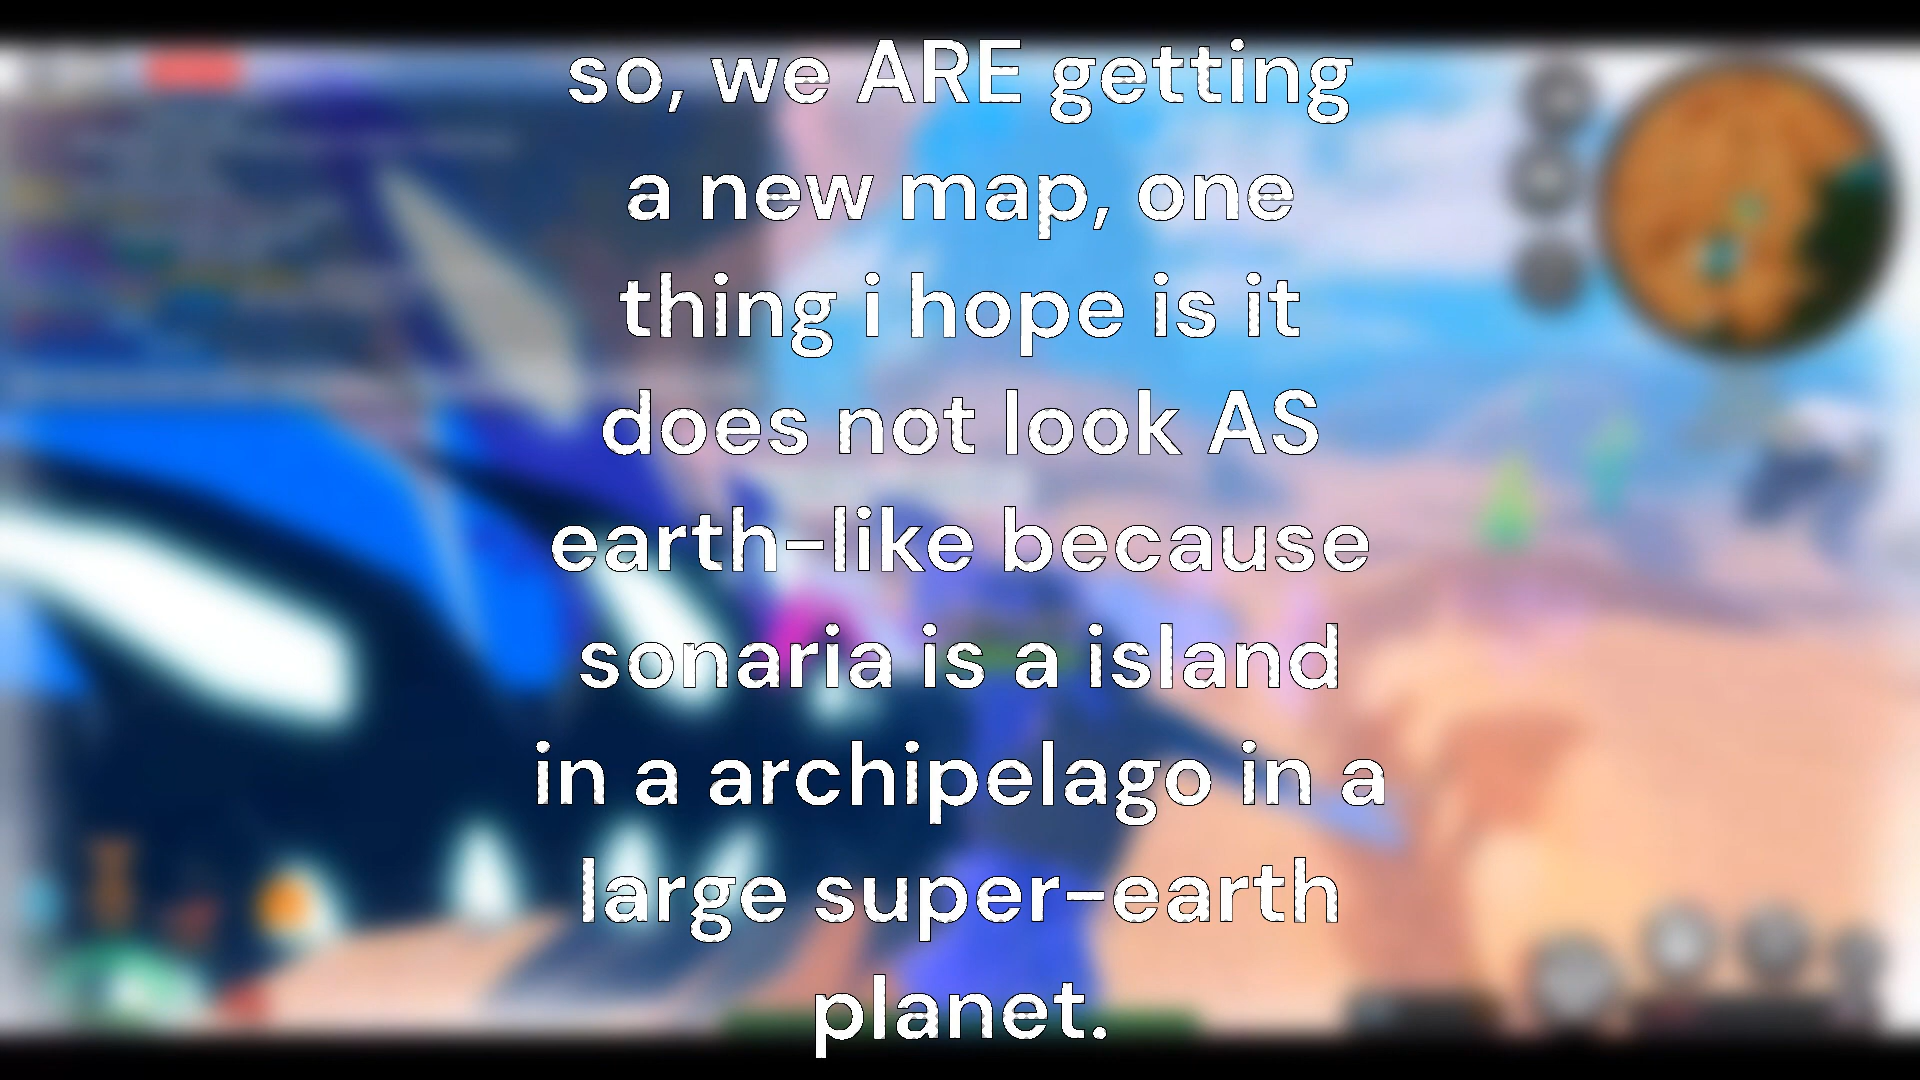 so, we ARE getting
a new map, one
thing i hope is it
does not look AS
earth-like because
sonaria is a island
in a archipelago in a
large super-earth
planet.